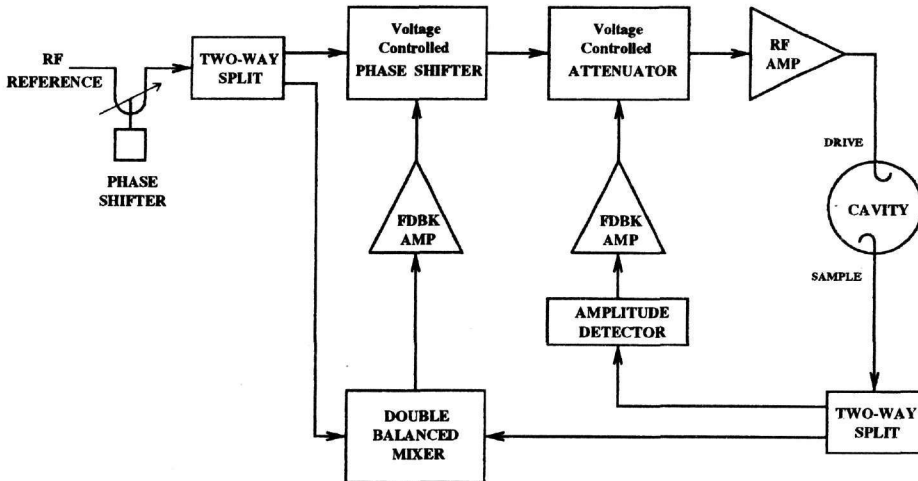 RF
REFERENCE
PHASE
SHIFTER
TWO-WAY
SPLIT
Voltage
Controlled
PHASE SHIFTER
Voltage
Controlled
ATTENUATOR
RF
AMP
DRIVE
CAVITY
SAMPLE
FDBK
AMP
FDBK
AMP
AMPLITUDE
DETECTOR
DOUBLE
BALANCED
MIXER
TWO-WAY
SPLIT